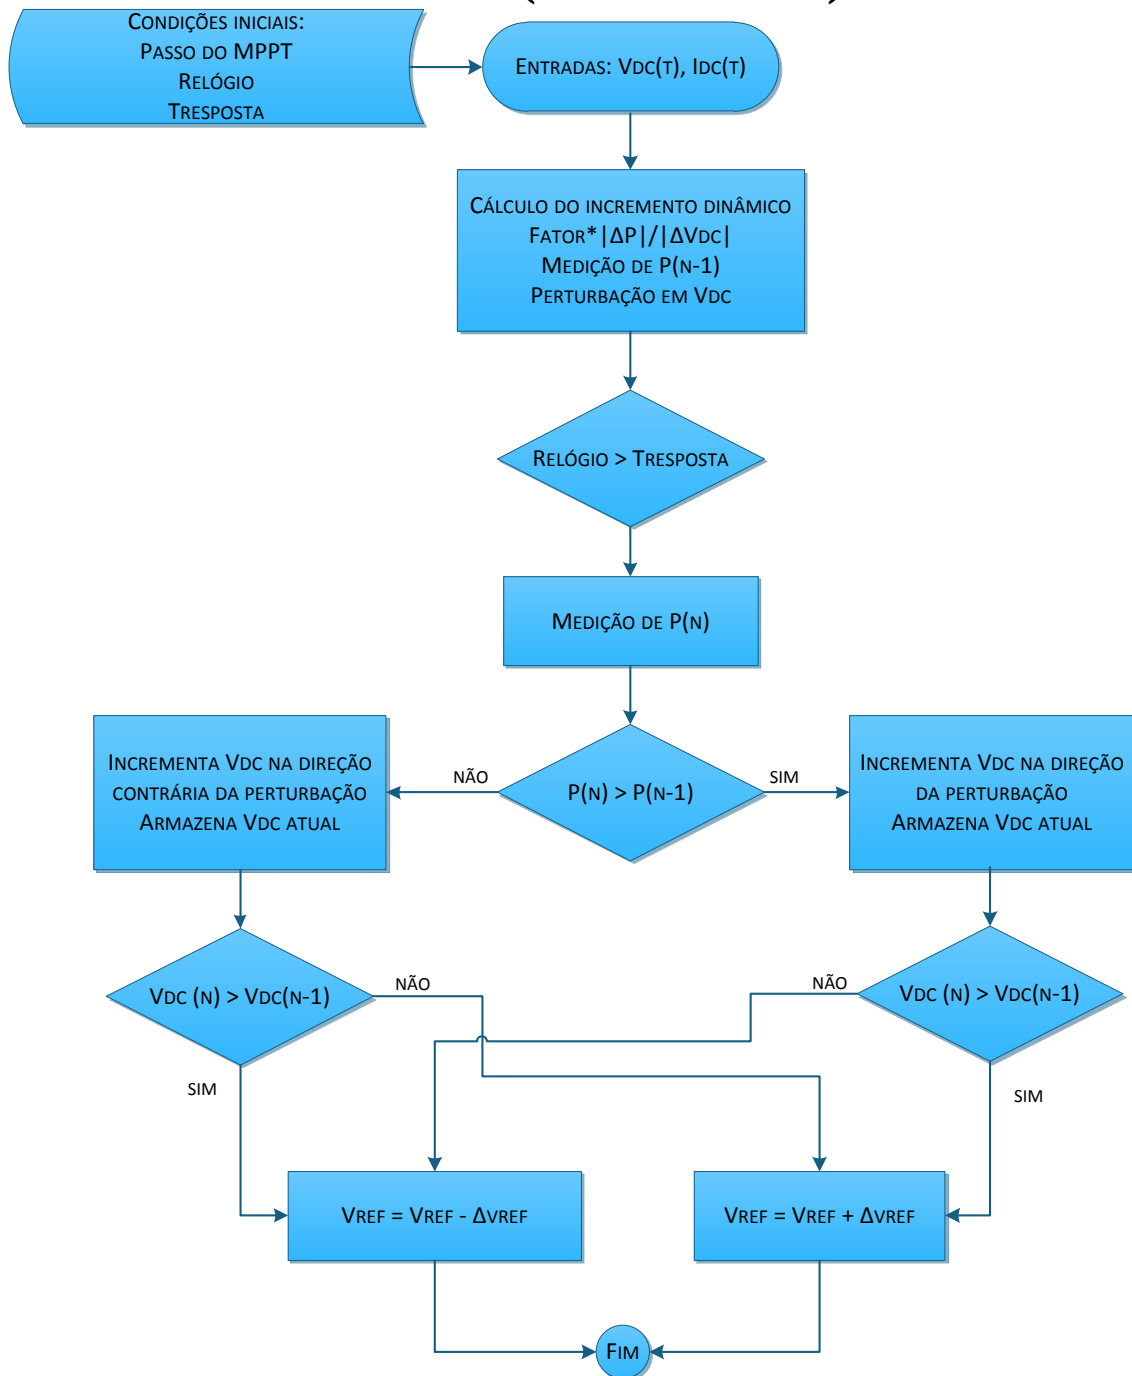 Condições iniciais:
Passo do MPPT
Relógio
Tresposta
Entradas: Vdc(t), Idc(t)
Cálculo do incremento dinâmico
Fator*|ΔP|/|ΔVdc|
Medição de P(n-1)
Perturbação em Vdc
Relógio > Tresposta
Medição de P(n)
P(n) > P(n-1)
não
sim
Incrementa Vdc na direção
contrária da perturbação
Armazena Vdc atual
Incrementa Vdc na direção
da perturbação
Armazena Vdc atual
Vdc (n) > Vdc(n-1)
não
sim
não
Vdc (n) > Vdc(n-1)
sim
Vref = Vref - Δvref
Vref = Vref + Δvref
Fim